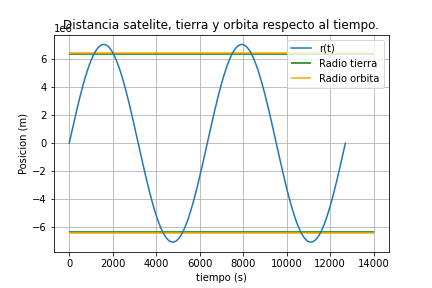 Distancia satelite, tierra y orbita respecto al tiempo.
1e6
r(t)
Radio tierra
Radio orbita
6
4
2
0
−2
−4
−6
Posicion (m)
0 2000 4000 6000 8000 10000 12000 14000
tiempo (s)